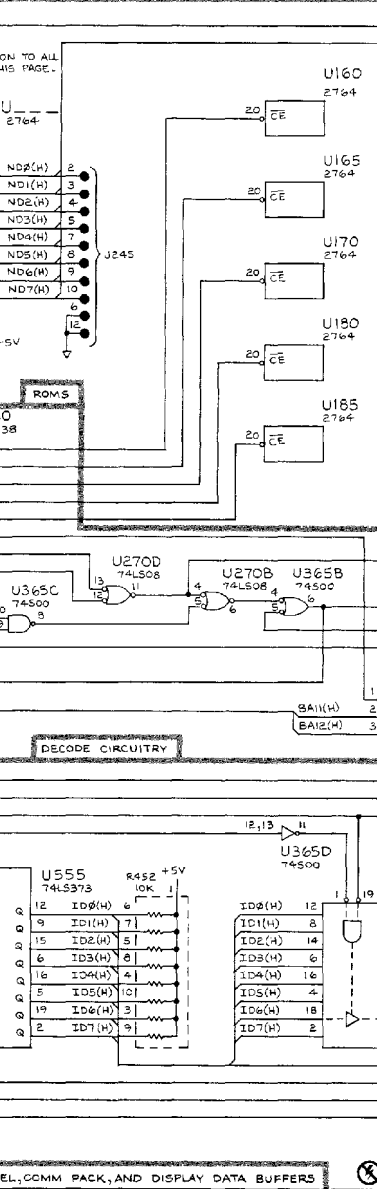 ON TO ALL
HIS PAGE.
U
2764
U160
2764
20 CE
NDØ(H) 2
ND1(H) 3
ND2(H) 4
ND3(H) 5
ND4(H) 7
ND5(H) 8
ND6(H) 9
ND7(H) 10
6
12
J245
U165
2764
20 CE
U170
2764
20 CE
U180
2764
20 CE
U185
2764
20 CE
+5V
ROMS
38
U270D
74LS08
13
12
11
U365C
74S00
9
8
U270B
74LS08
4
5
6
U365B
74S00
4
5
6
1
BA11(H) 2
BA12(H) 3
DECODE CIRCUITRY
12,13 11
U365D
74S00
1 19
U555
74LS373
R452
10K
+5V
1
Q 12 IDØ(H) 6
Q 9 ID1(H) 7
Q 15 ID2(H) 5
Q 6 ID3(H) 8
Q 16 ID4(H) 4
Q 5 ID5(H) 10
Q 19 ID6(H) 3
Q 2 ID7(H) 9
IDØ(H) 12
ID1(H) 8
ID2(H) 14
ID3(H) 6
ID4(H) 16
ID5(H) 4
ID6(H) 18
ID7(H) 2
EL,COMM PACK,AND DISPLAY DATA BUFFERS